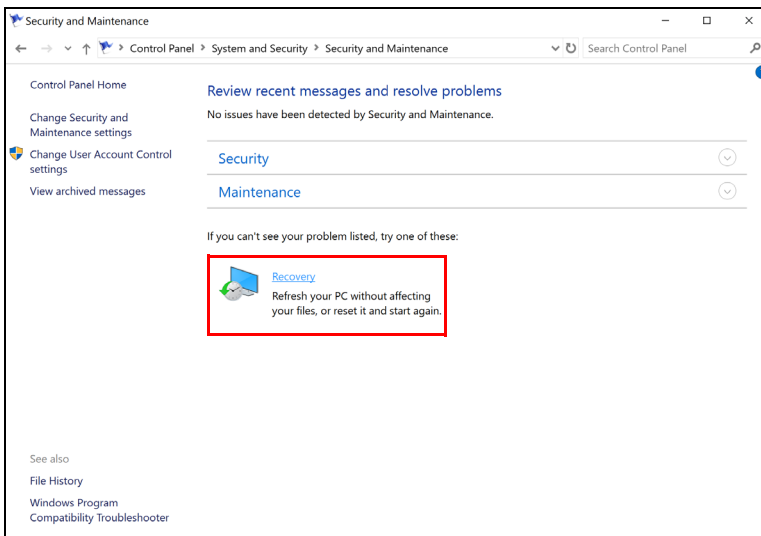 Security and Maintenance
Control Panel > System and Security > Security and Maintenance
Search Control Panel
Control Panel Home
Change Security and
Maintenance settings
Change User Account Control
settings
View archived messages
Review recent messages and resolve problems
No issues have been detected by Security and Maintenance.
Security
Maintenance
If you can't see your problem listed, try one of these:
Recovery
Refresh your PC without affecting
your files, or reset it and start again.
See also
File History
Windows Program
Compatibility Troubleshooter